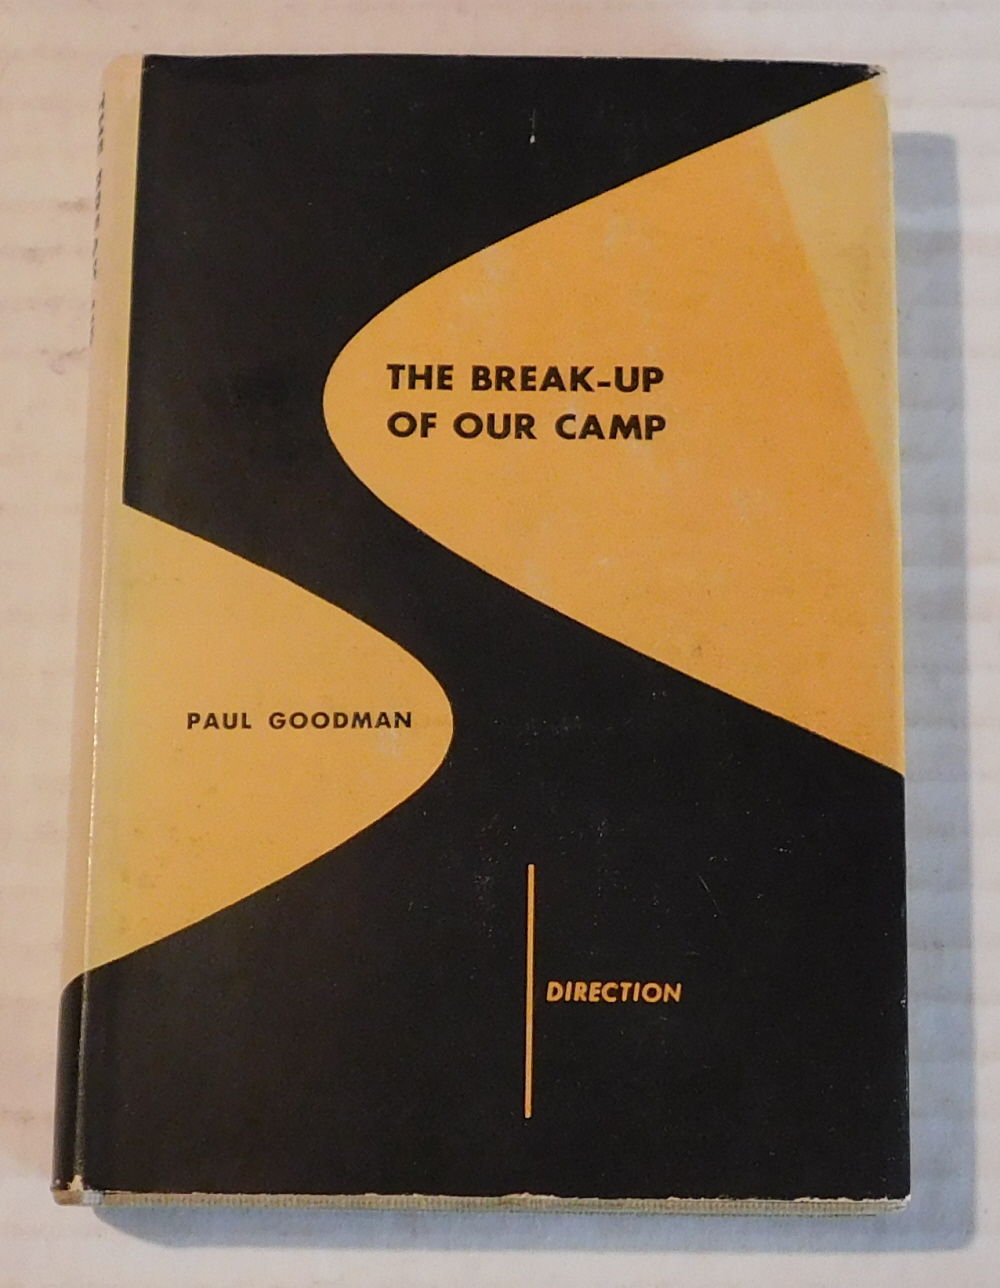 THE BREAK-UP
OF OUR CAMP
PAUL GOODMAN
DIRECTION